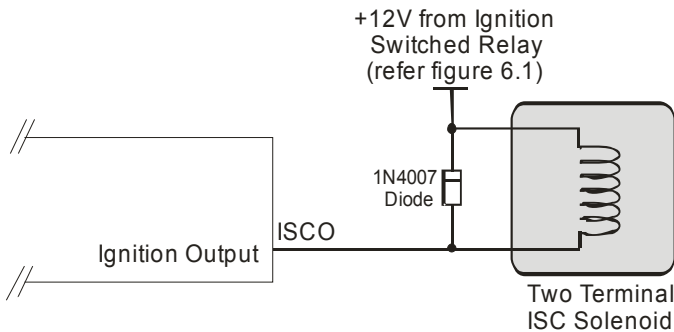 +12V from Ignition
Switched Relay
(refer figure 6.1)
1N4007
Diode
ISCO
Ignition Output
Two Terminal
ISC Solenoid